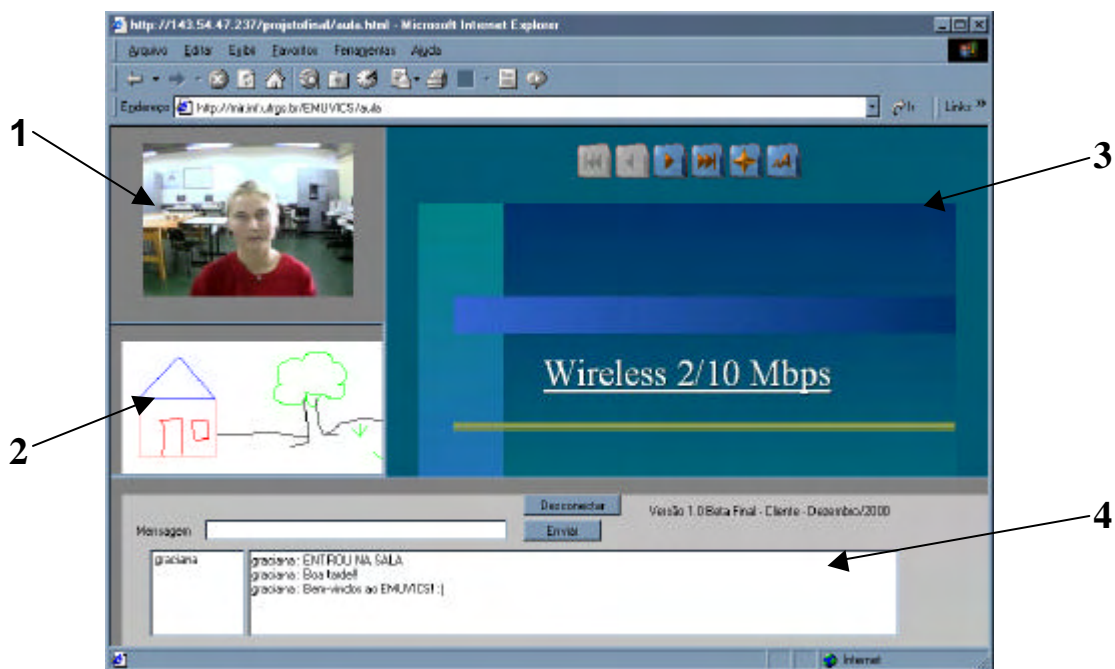 http://143.54.47.237/projetofinal/aula.html - Microsoft Internet Explorer
Arquivo Editar Exibir Favoritos Ferramentas Ajuda
Endereço http://mir.inf.ufrgs.br/EMUVICS/aula Ir Links »
1
3
Wireless 2/10 Mbps
2
Desconectar
Versão 1.0 Beta Final - Cliente - Dezembro/2000
Mensagem Enviar
4
graciana graciana: ENTROU NA SALA
graciana: Boa tarde!!
graciana: Bem-vindos ao EMUVICS! :)
Internet